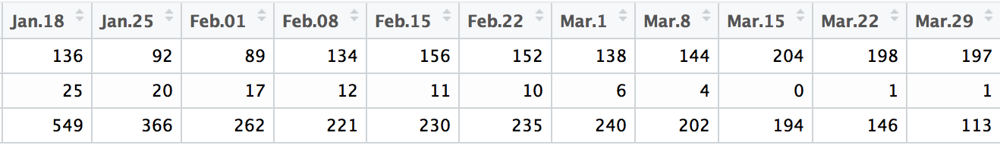 Jan.18 Jan.25 Feb.01 Feb.08 Feb.15 Feb.22 Mar.1 Mar.8 Mar.15 Mar.22 Mar.29
136 92 89 134 156 152 138 144 204 198 197
25 20 17 12 11 10 6 4 0 1 1
549 366 262 221 230 235 240 202 194 146 113